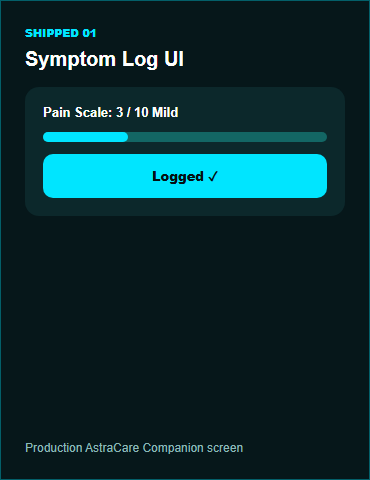 SHIPPED 01
Symptom Log UI
Pain Scale: 3 / 10 Mild
Logged ✓
Production AstraCare Companion screen